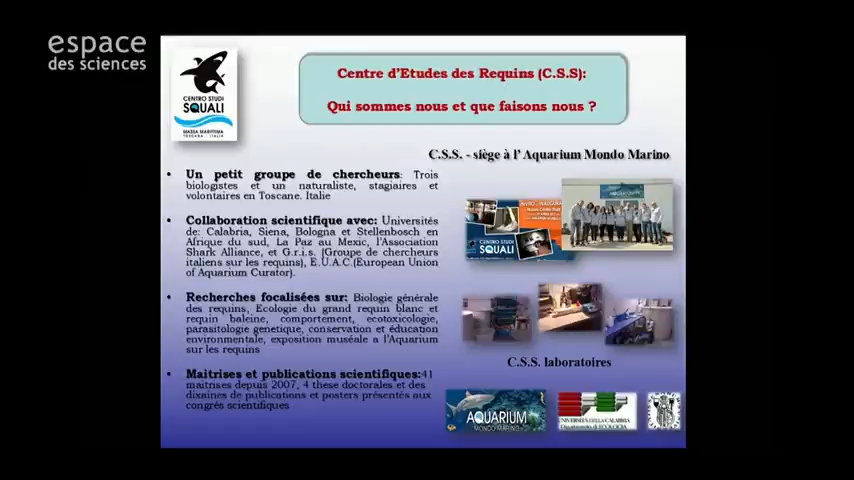 espace
des sciences
CENTRO STUDI
SQUALI
MASSA MARITTIMA
TOSCANA - ITALIA
Centre d'Etudes des Requins (C.S.S):
Qui sommes nous et que faisons nous ?
C.S.S. - siège à l' Aquarium Mondo Marino
• Un petit groupe de chercheurs: Trois
biologistes et un naturaliste, stagiaires et
volontaires en Toscane. Italie
• Collaboration scientifique avec: Universités
de: Calabria, Siena, Bologna et Stellenbosch en
Afrique du sud, La Paz au Mexic, l'Association
Shark Alliance, et G.r.i.s. (Groupe de chercheurs
italiens sur les requins), E.U.A.C.(European Union
of Aquarium Curator).
• Recherches focalisées sur: Biologie générale
des requins, Ecologie du grand requin blanc et
requin baleine, comportement, ecotoxicologie,
parasitologie genetique, conservation et éducation
environmentale, exposition muséale a l'Aquarium
sur les requins
• Maitrises et publications scientifiques:41
maitrises depuis 2007, 4 these doctorales et des
dixaines de publications et posters présentés aux
congrès scientifiques
CENTRO STUDI
SQUALI
C.S.S. laboratoires
AQUARIUM
MONDO MARINO
UNIVERSITÀ DELLA CALABRIA
Dipartimento di ECOLOGIA